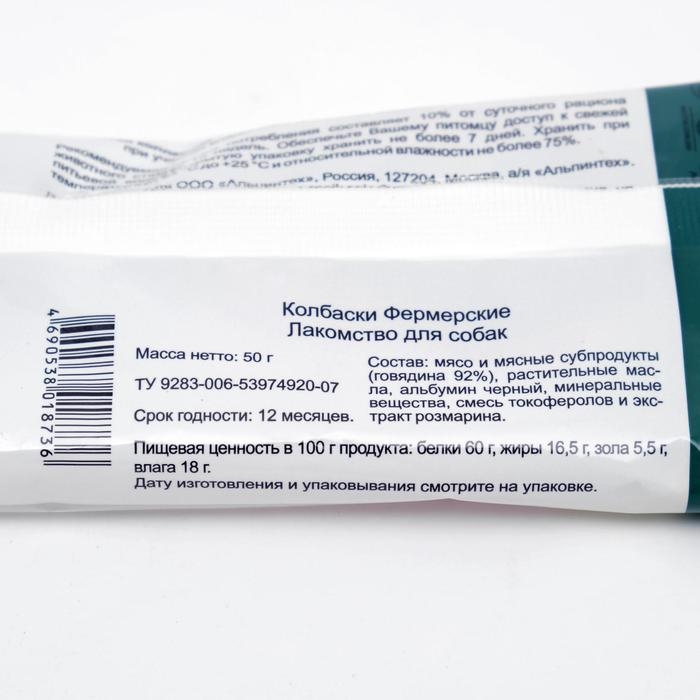 потребления составляет 10% от суточного рациона
Обеспечьте Вашему питомцу доступ к свежей
упаковку хранить не более 7 дней. Хранить при
до +25 °С и относительной влажности не более 75%.
ООО «Альпинтех», Россия, 127204, Москва, а/я «Альпинтех».
Колбаски Фермерские
Лакомство для собак
Масса нетто: 50 г
ТУ 9283-006-53974920-07
Срок годности: 12 месяцев.
Состав: мясо и мясные субпродукты
(говядина 92%), растительные мас-
ла, альбумин черный, минеральные
вещества, смесь токоферолов и экс-
тракт розмарина.
Пищевая ценность в 100 г продукта: белки 60 г, жиры 16,5 г, зола 5,5 г,
влага 18 г.
Дату изготовления и упаковывания смотрите на упаковке.
4690538018736